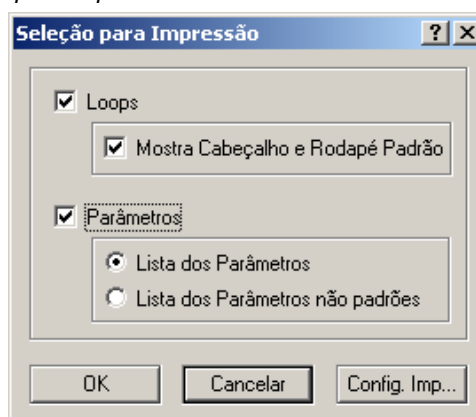 Seleção para Impressão
Loops
Mostra Cabeçalho e Rodapé Padrão
Parâmetros
Lista dos Parâmetros
Lista dos Parâmetros não padrões
OK Cancelar Config. Imp...